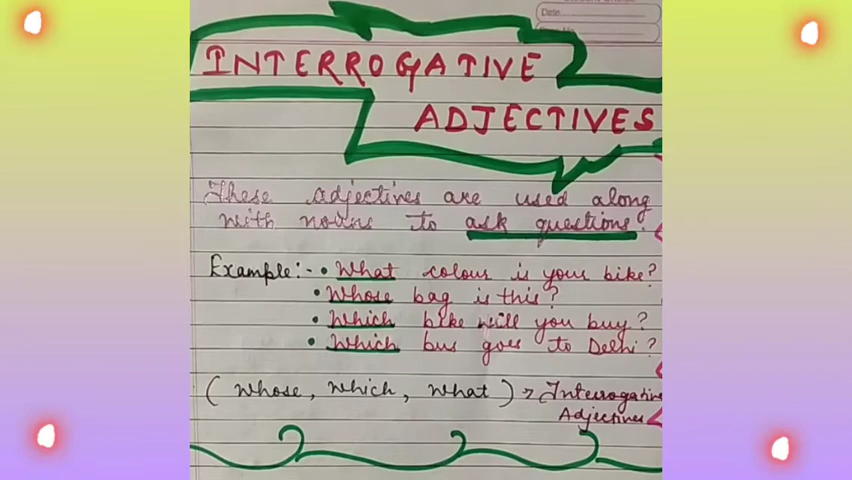 Date
INTERROGATIVE
ADJECTIVES
These adjectives are used along
with nouns to ask questions.
Example:- • What colour is your bike?
• Whose bag is this?
• Which bike will you buy?
• Which bus goes to Delhi?
( Whose, which, what ) → Interrogative
Adjectives